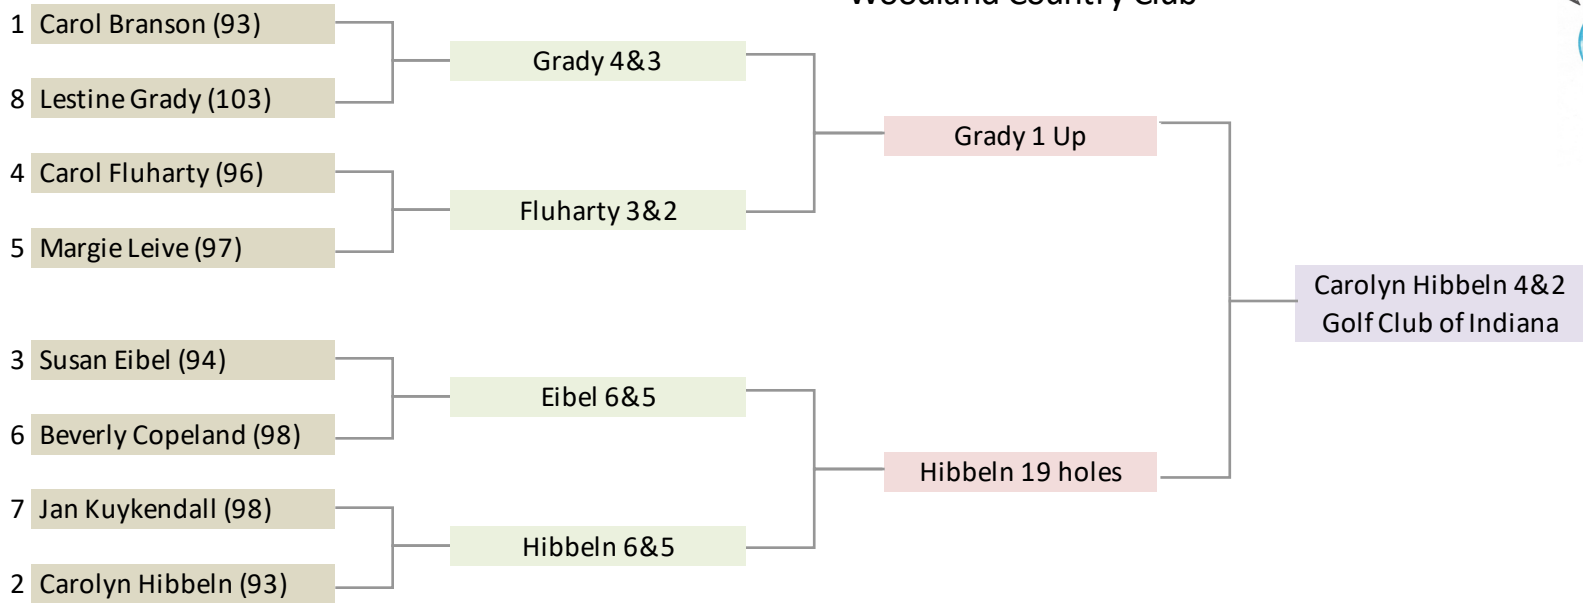 Woodland Country Club
1 Carol Branson (93)
Grady 4&3
8 Lestine Grady (103)
Grady 1 Up
4 Carol Fluharty (96)
Fluharty 3&2
5 Margie Leive (97)
Carolyn Hibbeln 4&2
Golf Club of Indiana
3 Susan Eibel (94)
Eibel 6&5
6 Beverly Copeland (98)
Hibbeln 19 holes
7 Jan Kuykendall (98)
Hibbeln 6&5
2 Carolyn Hibbeln (93)